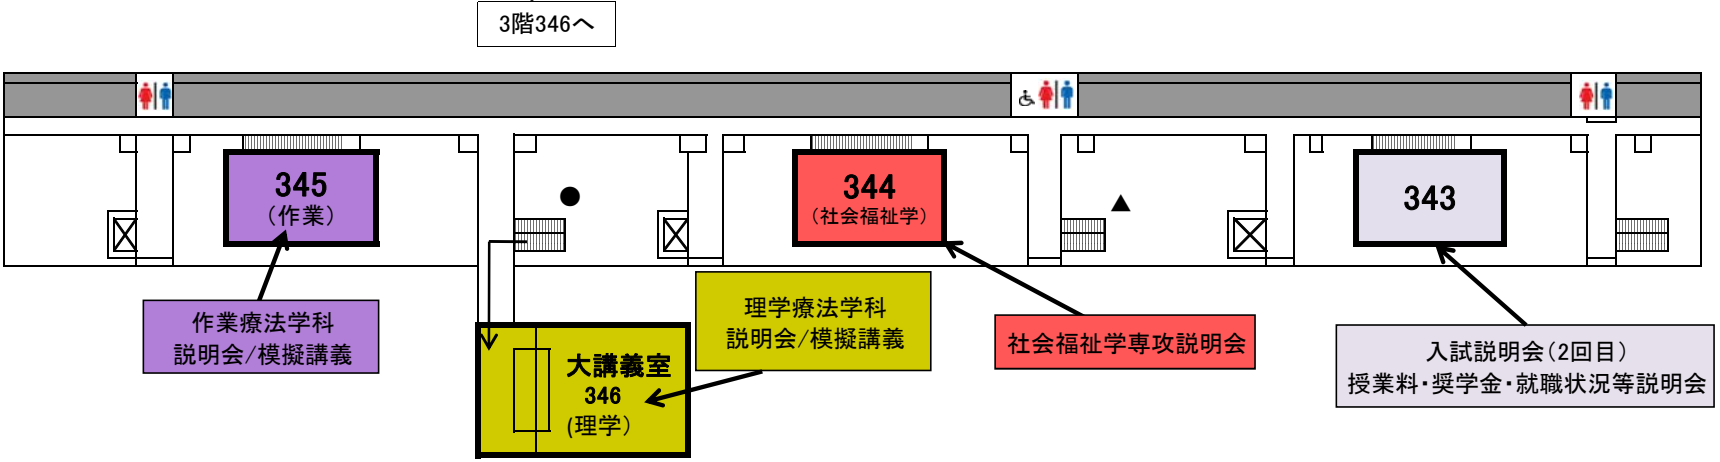 3階346へ
345
（作業）
344
（社会福祉学）
343
作業療法学科
説明会/模擬講義
理学療法学科
説明会/模擬講義
社会福祉学専攻説明会
入試説明会（2回目）
授業料・奨学金・就職状況等説明会
大講義室
346
(理学）